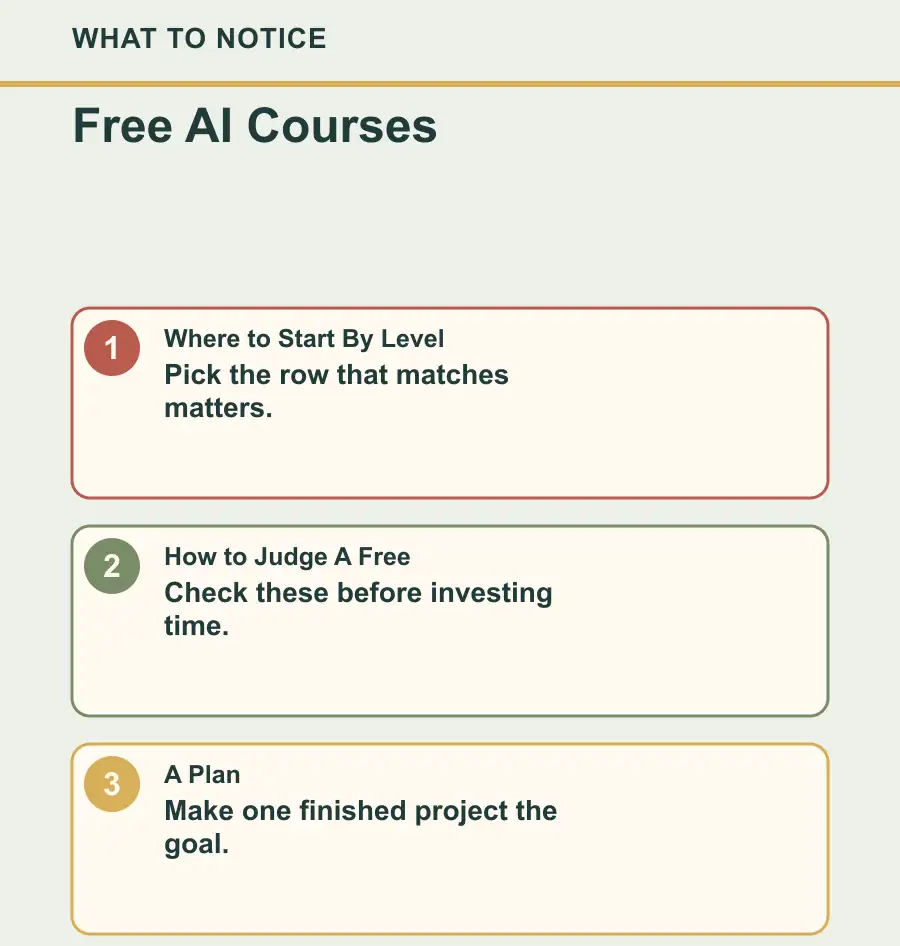 WHAT TO NOTICE
Free AI Courses
1
Where to Start By Level
Pick the row that matches
matters.
2
How to Judge A Free
Check these before investing
time.
3
A Plan
Make one finished project the
goal.